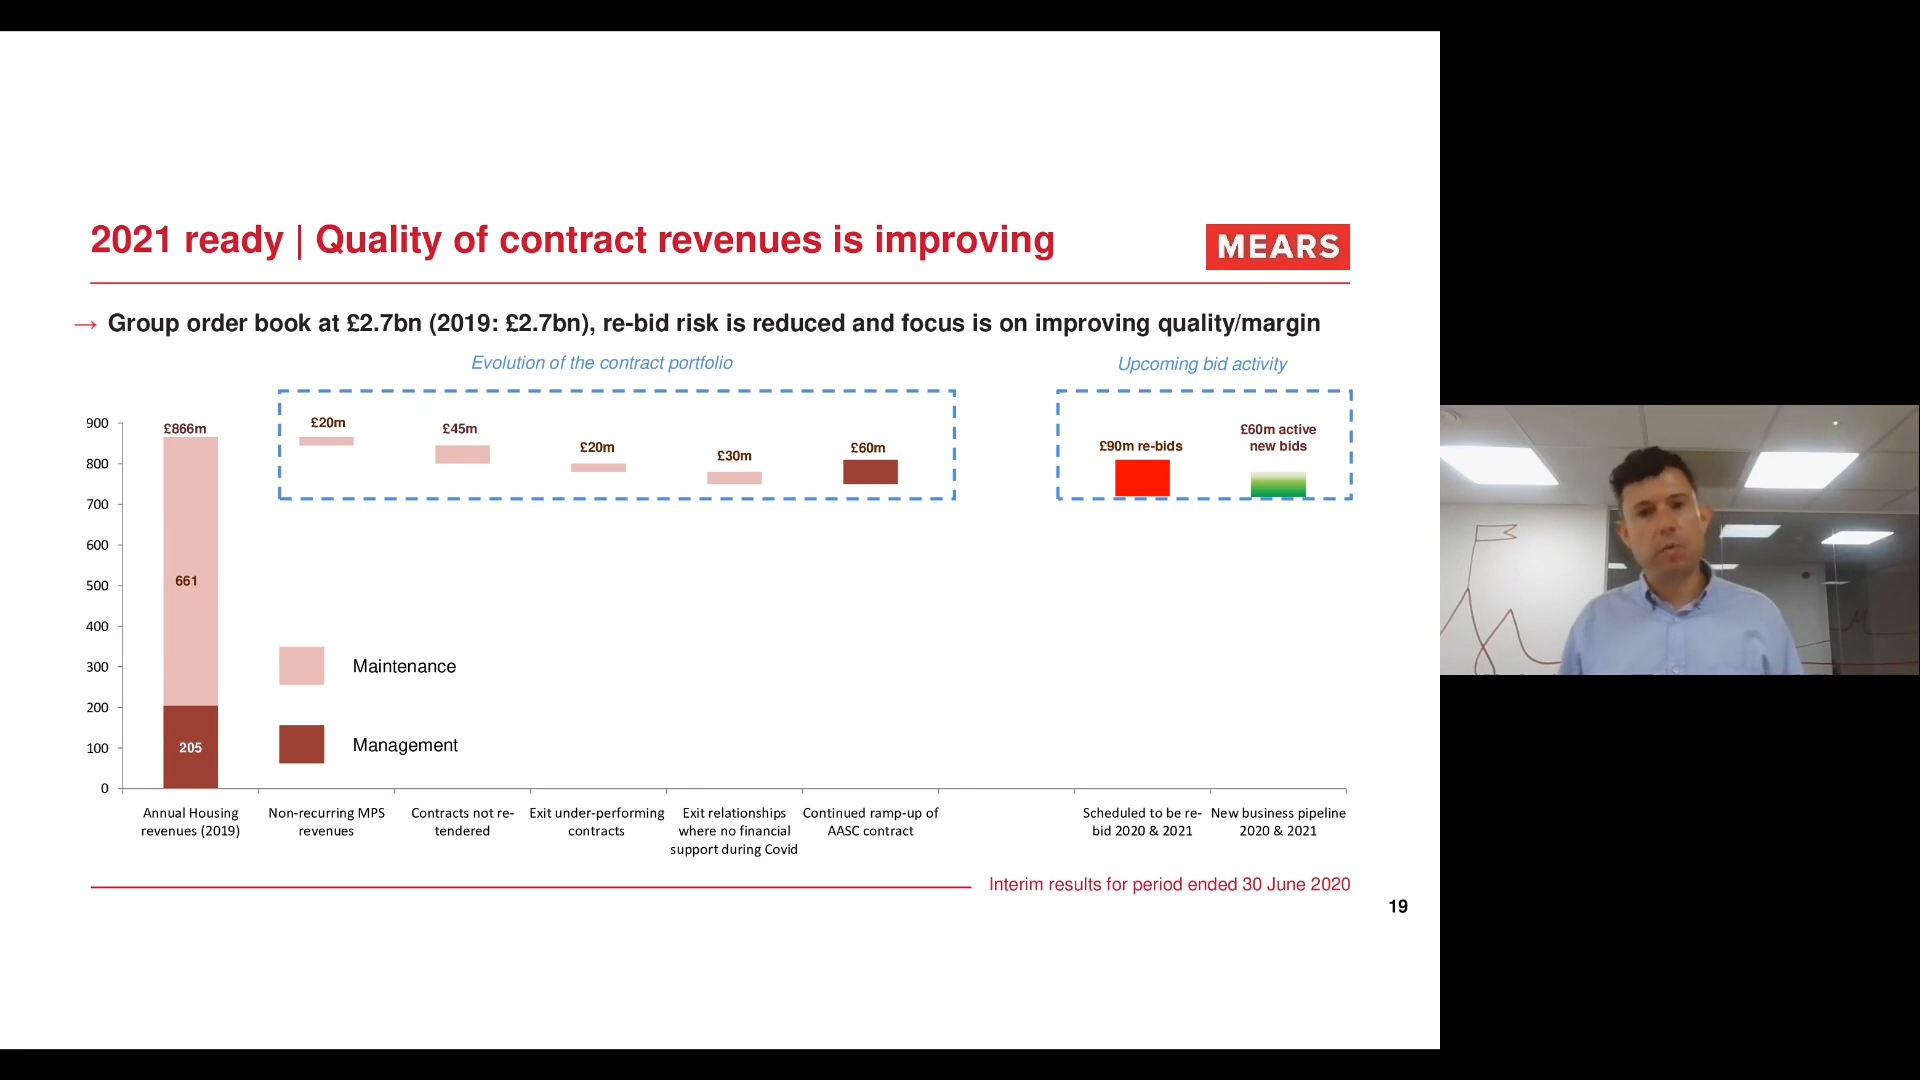 2021 ready | Quality of contract revenues is improving
MEARS
→ Group order book at £2.7bn (2019: £2.7bn), re-bid risk is reduced and focus is on improving quality/margin
Evolution of the contract portfolio
Upcoming bid activity
900
800
700
600
500
400
300
200
100
0
£866m
661
205
£20m
£45m
£20m
£30m
£60m
£90m re-bids
£60m active
new bids
Maintenance
Management
Annual Housing
revenues (2019)
Non-recurring MPS
revenues
Contracts not re-
tendered
Exit under-performing
contracts
Exit relationships
where no financial
support during Covid
Continued ramp-up of
AASC contract
Scheduled to be re-
bid 2020 & 2021
New business pipeline
2020 & 2021
Interim results for period ended 30 June 2020
19